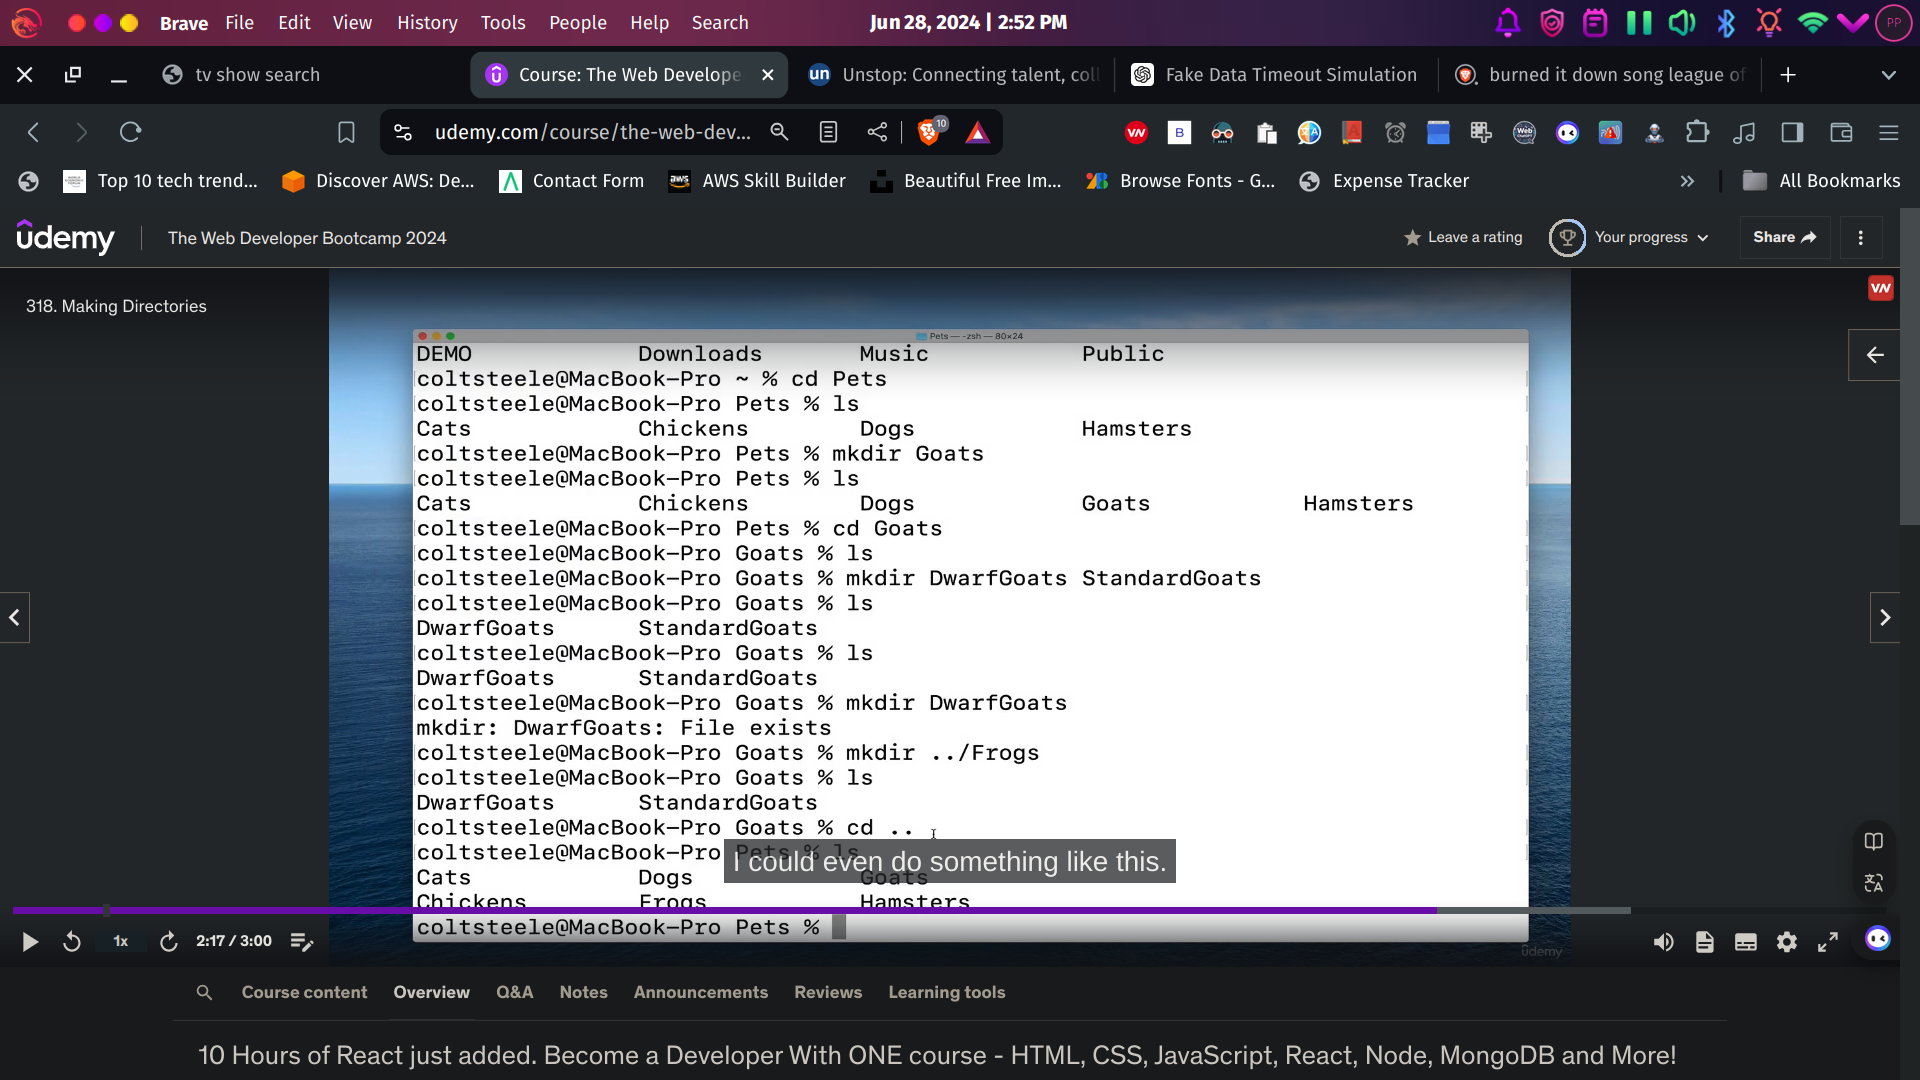 Brave File Edit View History Tools People Help Search Jun 28, 2024 | 2:52 PM PP
tv show search Course: The Web Develope Unstop: Connecting talent, coll Fake Data Timeout Simulation burned it down song league of
udemy.com/course/the-web-dev... 10
Top 10 tech trend... Discover AWS: De... Contact Form AWS Skill Builder Beautiful Free Im... Browse Fonts - G... Expense Tracker All Bookmarks
udemy The Web Developer Bootcamp 2024 Leave a rating Your progress Share
318. Making Directories
Pets — -zsh — 80×24
DEMO Downloads Music Public
coltsteele@MacBook-Pro ~ % cd Pets
coltsteele@MacBook-Pro Pets % ls
Cats Chickens Dogs Hamsters
coltsteele@MacBook-Pro Pets % mkdir Goats
coltsteele@MacBook-Pro Pets % ls
Cats Chickens Dogs Goats Hamsters
coltsteele@MacBook-Pro Pets % cd Goats
coltsteele@MacBook-Pro Goats % ls
coltsteele@MacBook-Pro Goats % mkdir DwarfGoats StandardGoats
coltsteele@MacBook-Pro Goats % ls
DwarfGoats StandardGoats
coltsteele@MacBook-Pro Goats % ls
DwarfGoats StandardGoats
coltsteele@MacBook-Pro Goats % mkdir DwarfGoats
mkdir: DwarfGoats: File exists
coltsteele@MacBook-Pro Goats % mkdir ../Frogs
coltsteele@MacBook-Pro Goats % ls
DwarfGoats StandardGoats
coltsteele@MacBook-Pro Goats % cd ..
coltsteele@MacBook-Pro Pets % ls
I could even do something like this.
Cats Dogs Goats
Chickens Frogs Hamsters
coltsteele@MacBook-Pro Pets %
1x 2:17 / 3:00
udemy
Course content Overview Q&A Notes Announcements Reviews Learning tools
10 Hours of React just added. Become a Developer With ONE course - HTML, CSS, JavaScript, React, Node, MongoDB and More!